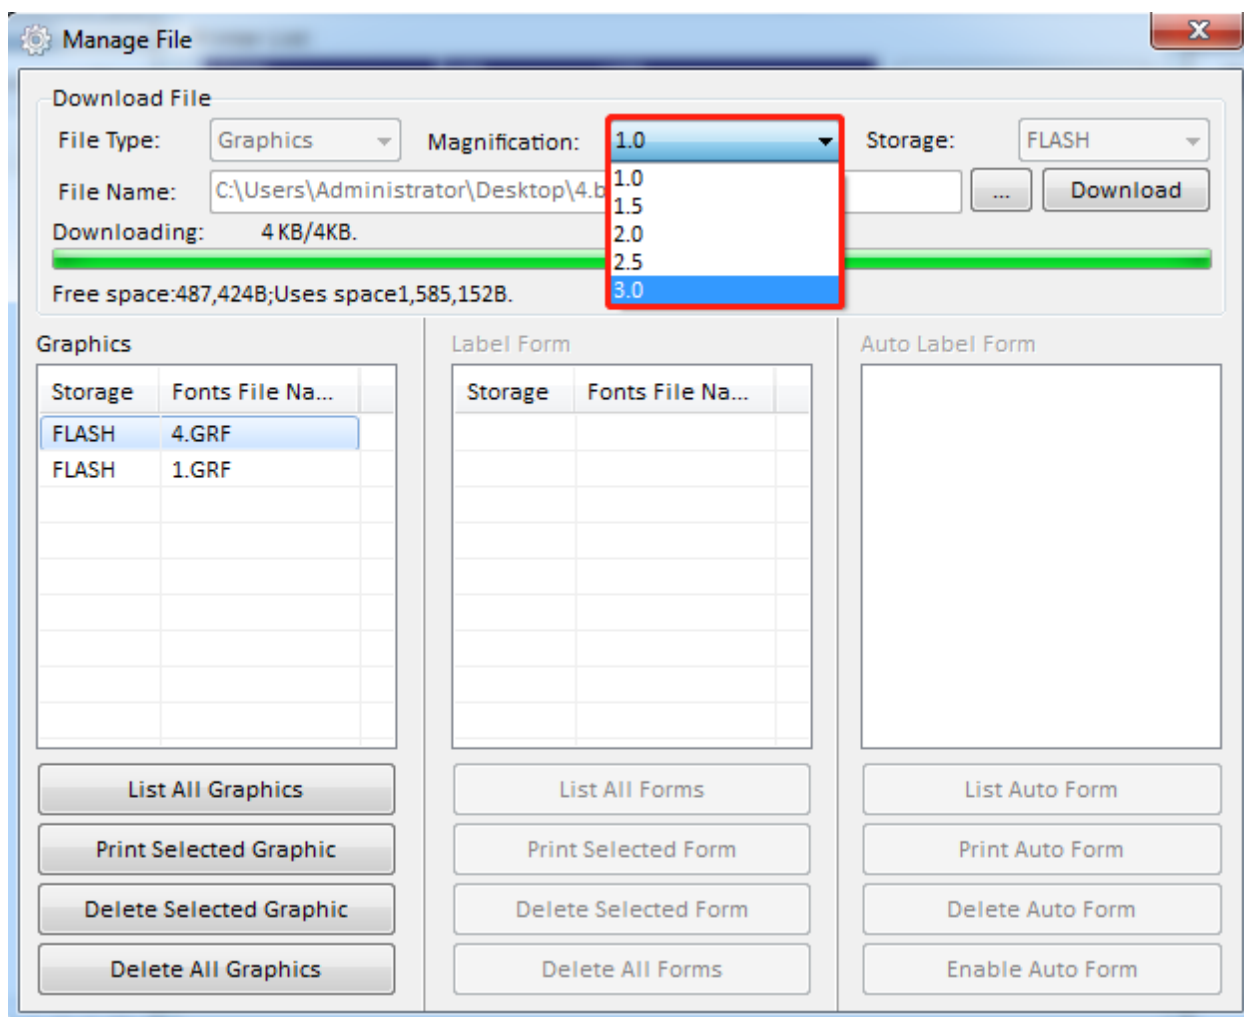 Manage File
Download File
File Type: Graphics Magnification: 1.0 Storage: FLASH
1.0
File Name: C:\Users\Administrator\Desktop\4.b ... Download
1.5
Downloading: 4 KB/4KB. 2.0
2.5
Free space:487,424B;Uses space1,585,152B. 3.0
Graphics Label Form Auto Label Form
Storage Fonts File Na... Storage Fonts File Na...
FLASH 4.GRF
FLASH 1.GRF
List All Graphics List All Forms List Auto Form
Print Selected Graphic Print Selected Form Print Auto Form
Delete Selected Graphic Delete Selected Form Delete Auto Form
Delete All Graphics Delete All Forms Enable Auto Form